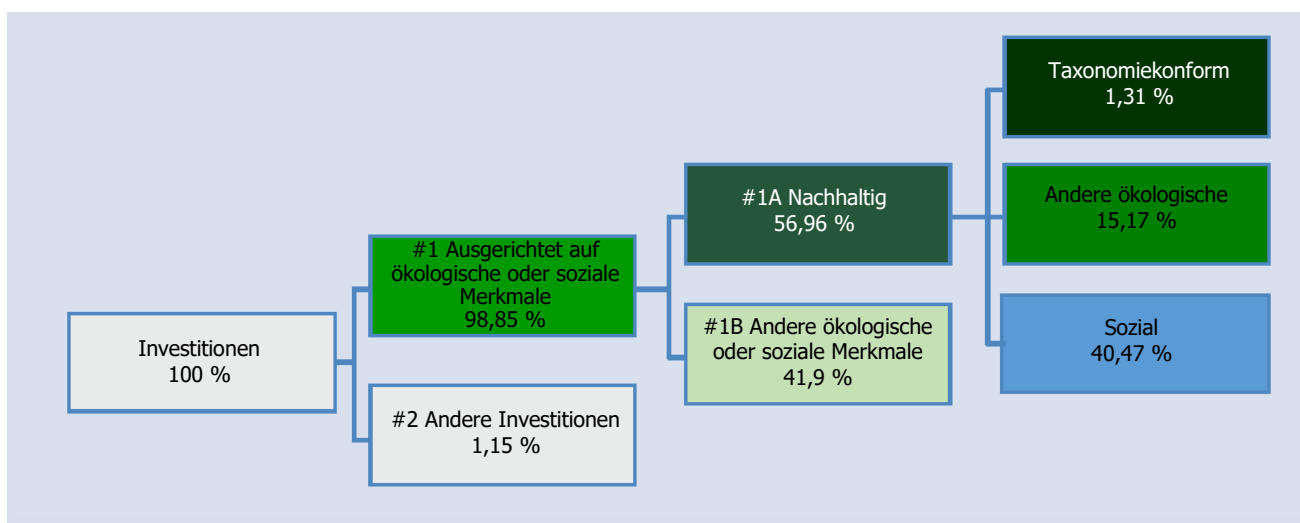 Investitionen
100 %
#1 Ausgerichtet auf
ökologische oder soziale
Merkmale
98,85 %
#2 Andere Investitionen
1,15 %
#1A Nachhaltig
56,96 %
#1B Andere ökologische
oder soziale Merkmale
41,9 %
Taxonomiekonform
1,31 %
Andere ökologische
15,17 %
Sozial
40,47 %